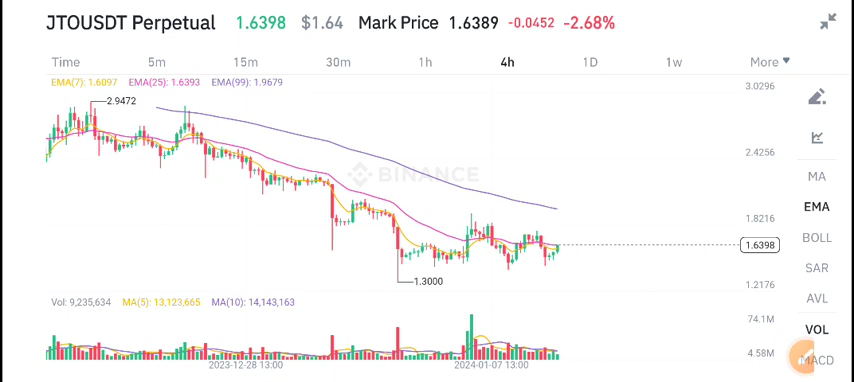 JTOUSDT Perpetual 1.6398 $1.64 Mark Price 1.6389 -0.0452 -2.68%
Time 5m 15m 30m 1h 4h 1D 1w More
EMA(7): 1.6097 EMA(25): 1.6393 EMA(99): 1.9679
3.0296
2.9472
2.4256
BINANCE
MA
EMA
1.8216
BOLL
1.6398
SAR
1.3000
1.2176
AVL
Vol: 9,235,634 MA(5): 13,123,665 MA(10): 14,143,163
74.1M
VOL
4.58M
MACD
2023-12-28 13:00 2024-01-07 13:00